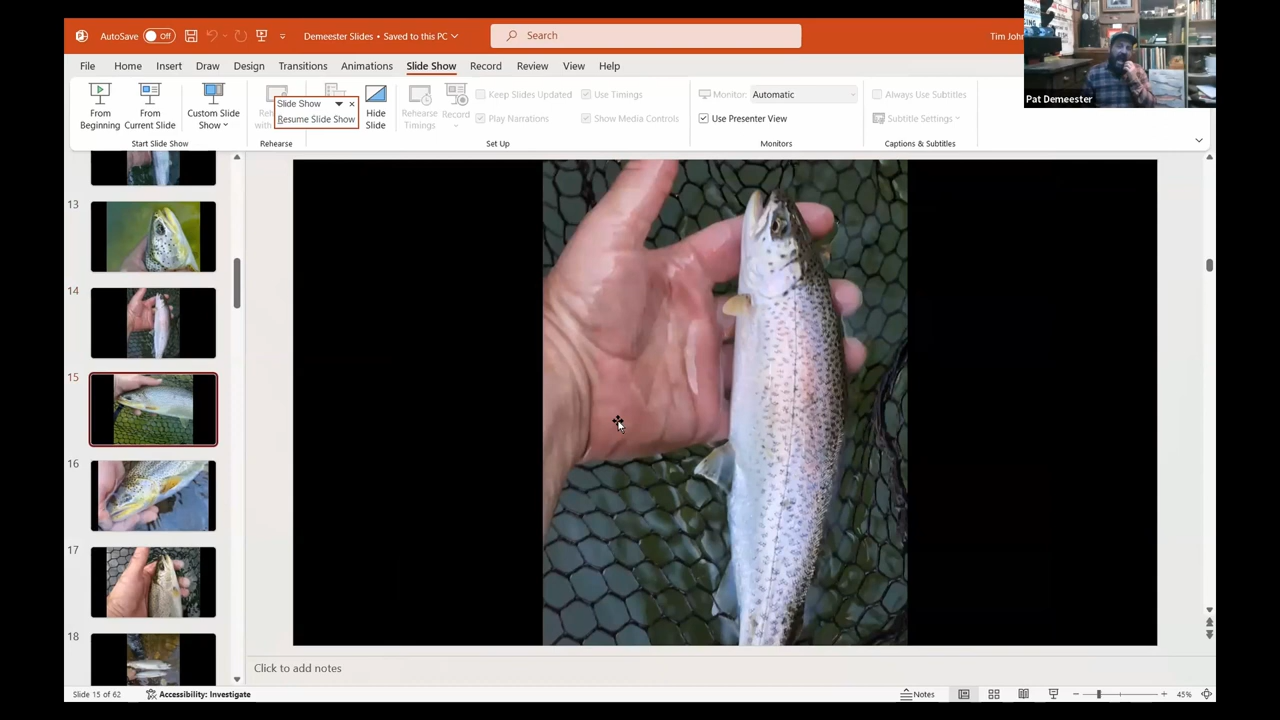 AutoSave Off Demeester Slides • Saved to this PC Search Tim Joh
File Home Insert Draw Design Transitions Animations Slide Show Record Review View Help
Pat Demeester
From Beginning
From Current Slide
Custom Slide Show
Slide Show
Resume Slide Show
Hide Slide
Rehearse Timings
Record
Keep Slides Updated
Play Narrations
Use Timings
Show Media Controls
Monitor: Automatic
Use Presenter View
Always Use Subtitles
Subtitle Settings
Start Slide Show Rehearse Set Up Monitors Captions & Subtitles
13
14
15
16
17
18
Click to add notes
Slide 15 of 62 Accessibility: Investigate Notes 45%